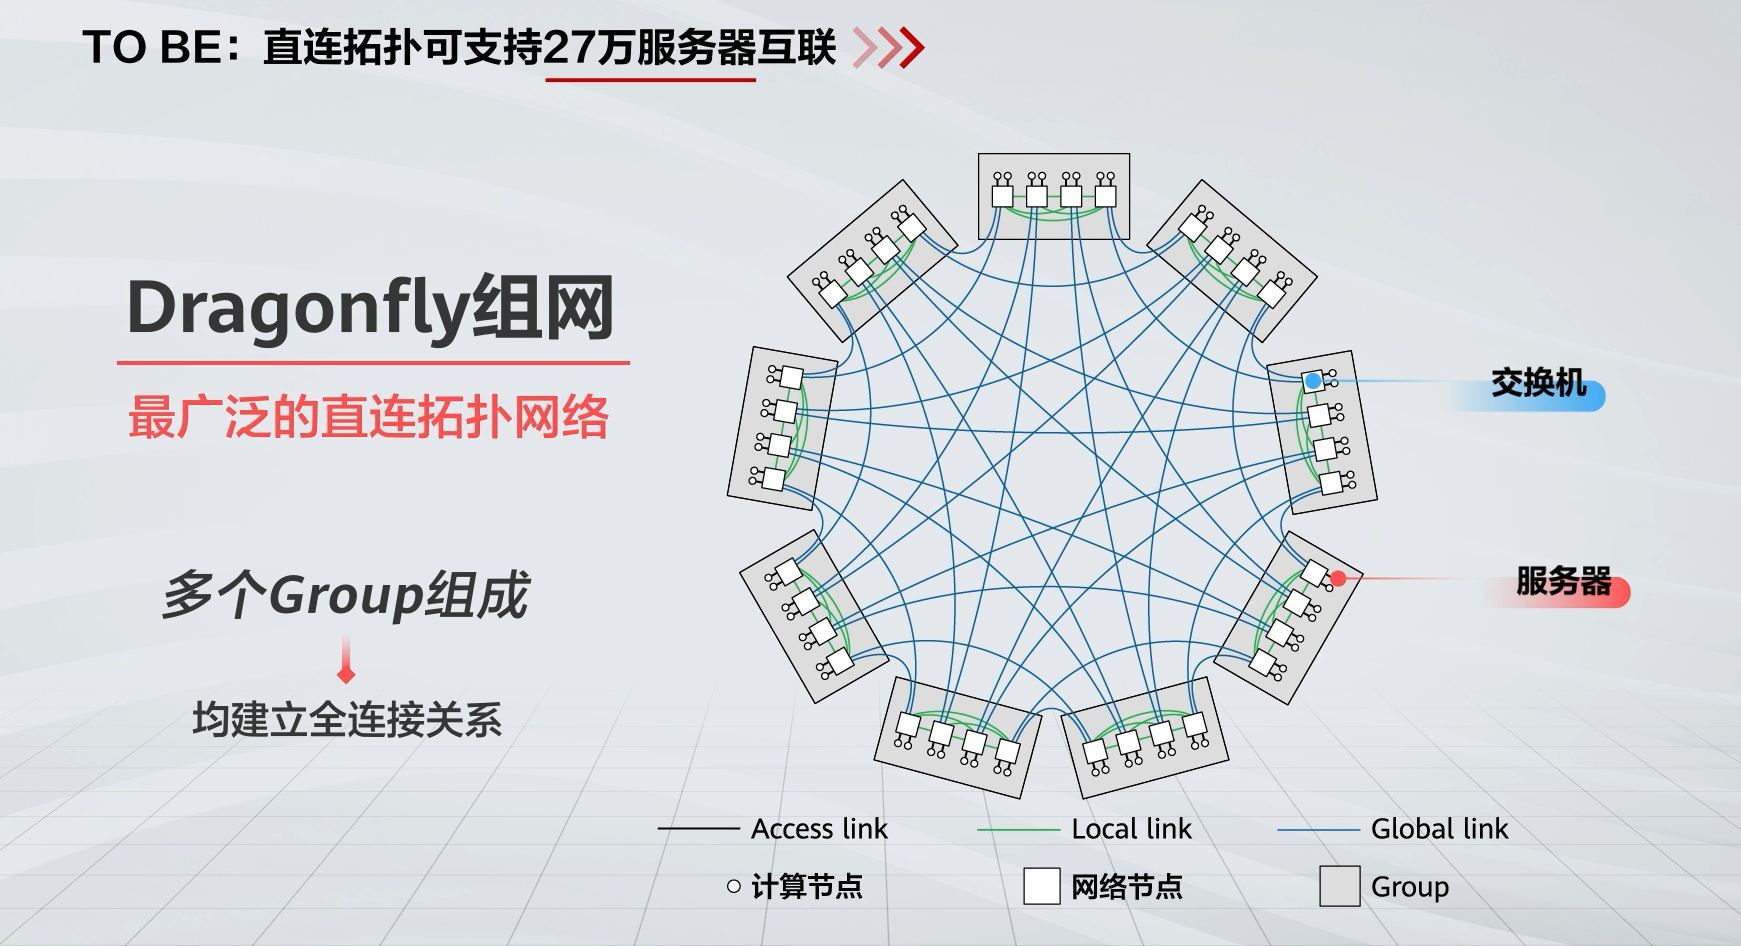 TO BE：直连拓扑可支持27万服务器互联
Dragonfly组网
最广泛的直连拓扑网络
多个Group组成
均建立全连接关系
交换机
服务器
Access link
Local link
Global link
计算节点
网络节点
Group